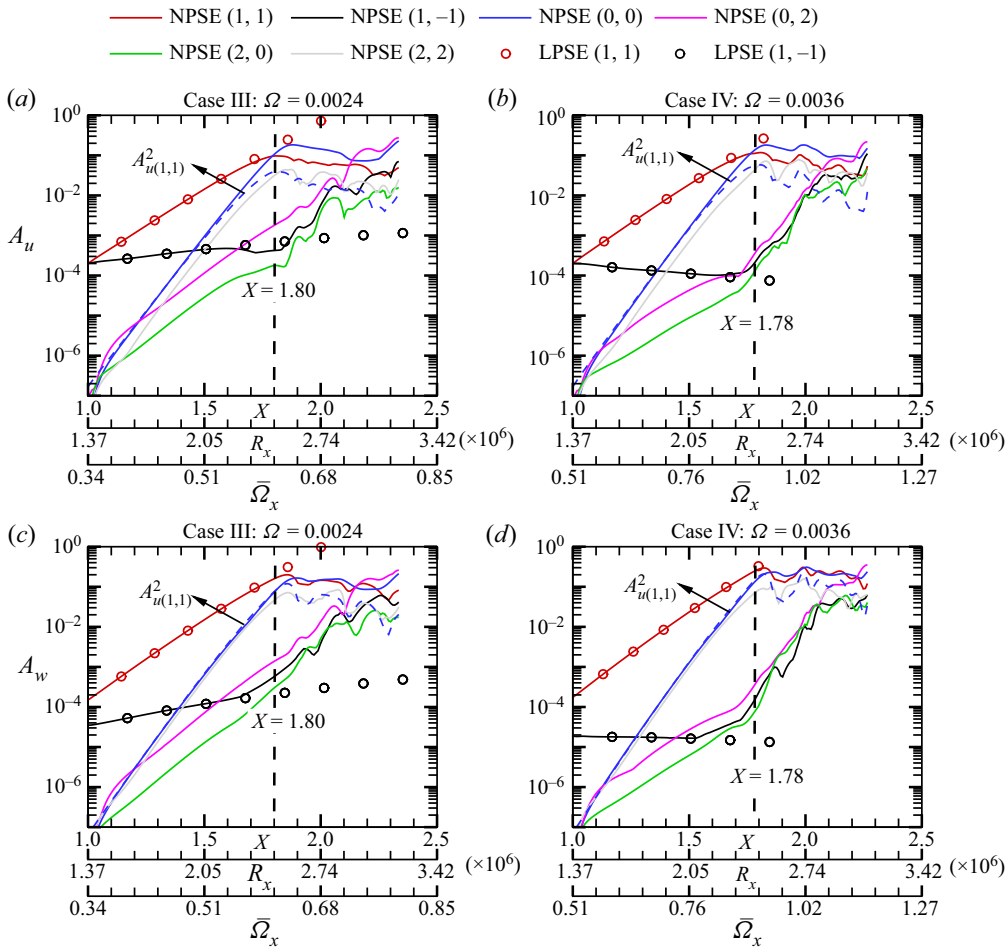 NPSE (1, 1) NPSE (1, –1) NPSE (0, 0) NPSE (0, 2)
NPSE (2, 0) NPSE (2, 2) LPSE (1, 1) LPSE (1, –1)
(a) Case III: Ω = 0.0024
10^0
10^–2
10^–4
10^–6
A_u
A^2_u(1,1)
X = 1.80
1.0 1.5 X 2.0 2.5
1.37 2.05 R_x 2.74 3.42 (×10^6)
0.34 0.51 0.68 0.85
Ω̄_x
(b) Case IV: Ω = 0.0036
10^0
10^–2
10^–4
10^–6
A^2_u(1,1)
X = 1.78
1.0 1.5 X 2.0 2.5
1.37 2.05 R_x 2.74 3.42 (×10^6)
0.51 0.76 1.02 1.27
Ω̄_x
(c) Case III: Ω = 0.0024
10^0
10^–2
10^–4
10^–6
A_w
A^2_u(1,1)
X = 1.80
1.0 1.5 X 2.0 2.5
1.37 2.05 R_x 2.74 3.42 (×10^6)
0.34 0.51 0.68 0.85
Ω̄_x
(d) Case IV: Ω = 0.0036
10^0
10^–2
10^–4
10^–6
A^2_u(1,1)
X = 1.78
1.0 1.5 X 2.0 2.5
1.37 2.05 R_x 2.74 3.42 (×10^6)
0.51 0.76 1.02 1.27
Ω̄_x